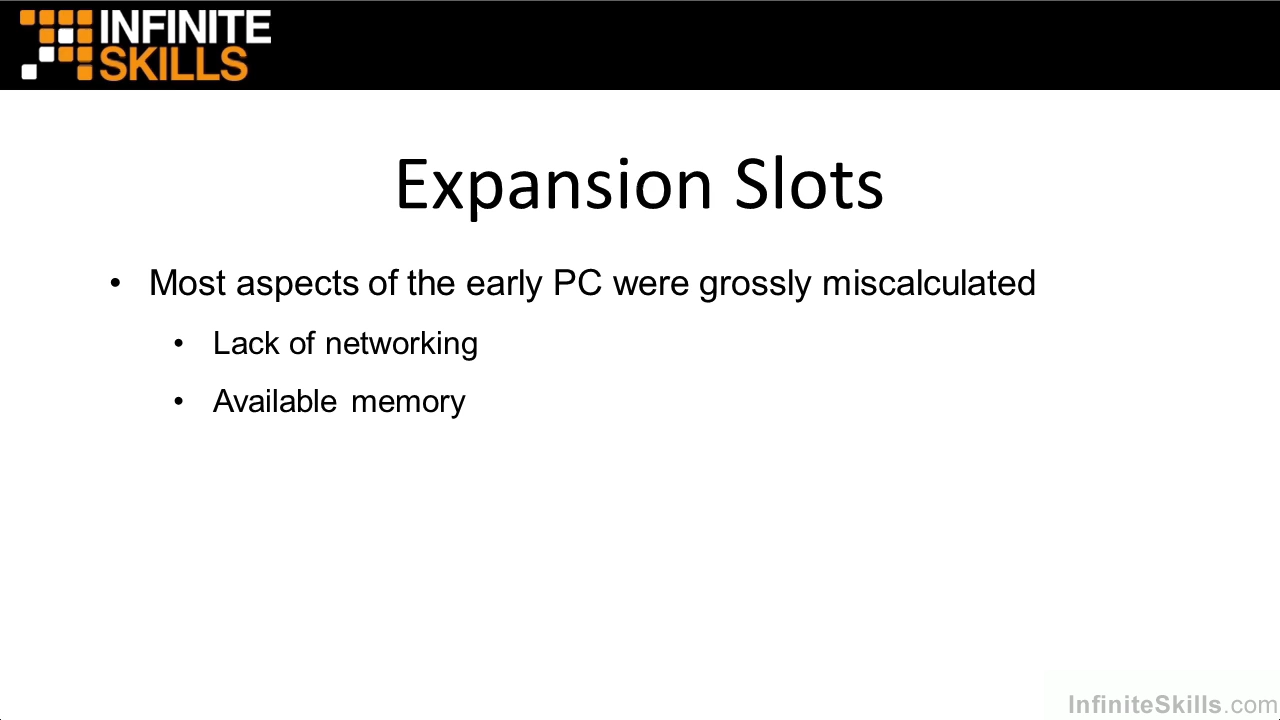 INFINITE
SKILLS
Expansion Slots
• Most aspects of the early PC were grossly miscalculated
• Lack of networking
• Available memory
InfiniteSkills.com